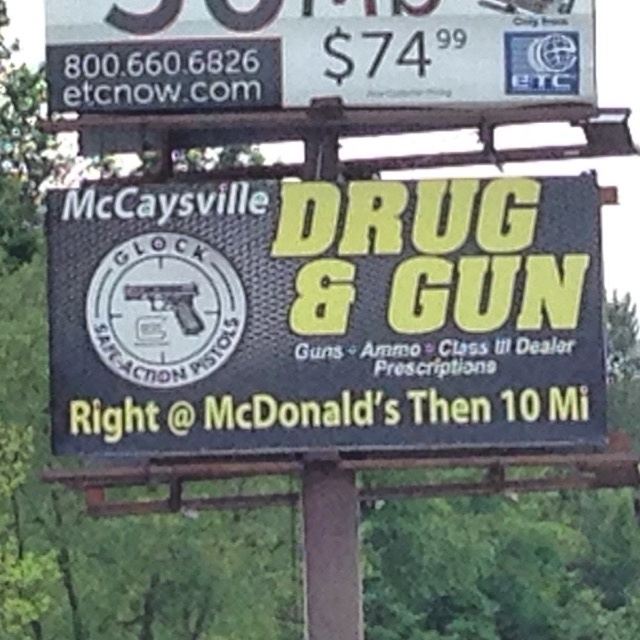 $74.99
800.660.6826
etcnow.com
ETC
McCaysville
DRUG
& GUN
GLOCK
SAFE-ACTION PISTOLS
Guns - Ammo - Class III Dealer
Prescriptions
Right @ McDonald's Then 10 Mi